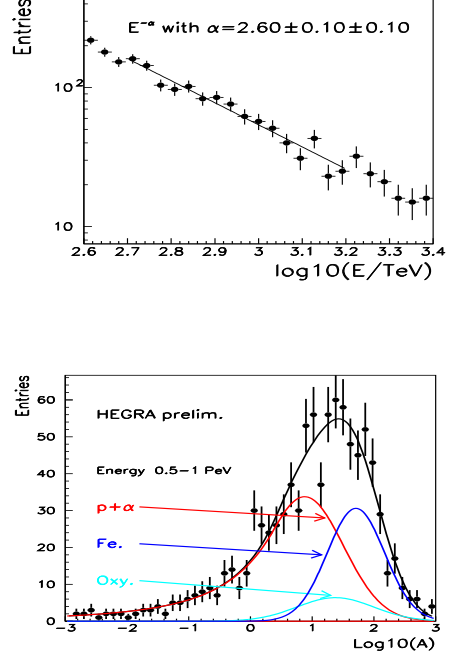 Entries
E^-α with α=2.60±0.10±0.10
10²
10
2.6 2.7 2.8 2.9 3 3.1 3.2 3.3 3.4
log10(E/TeV)
Entries
60
HEGRA prelim.
50
Energy 0.5–1 PeV
40
p+α
30
Fe.
20
Oxy.
10
0
−3 −2 −1 0 1 2 3
Log10(A)